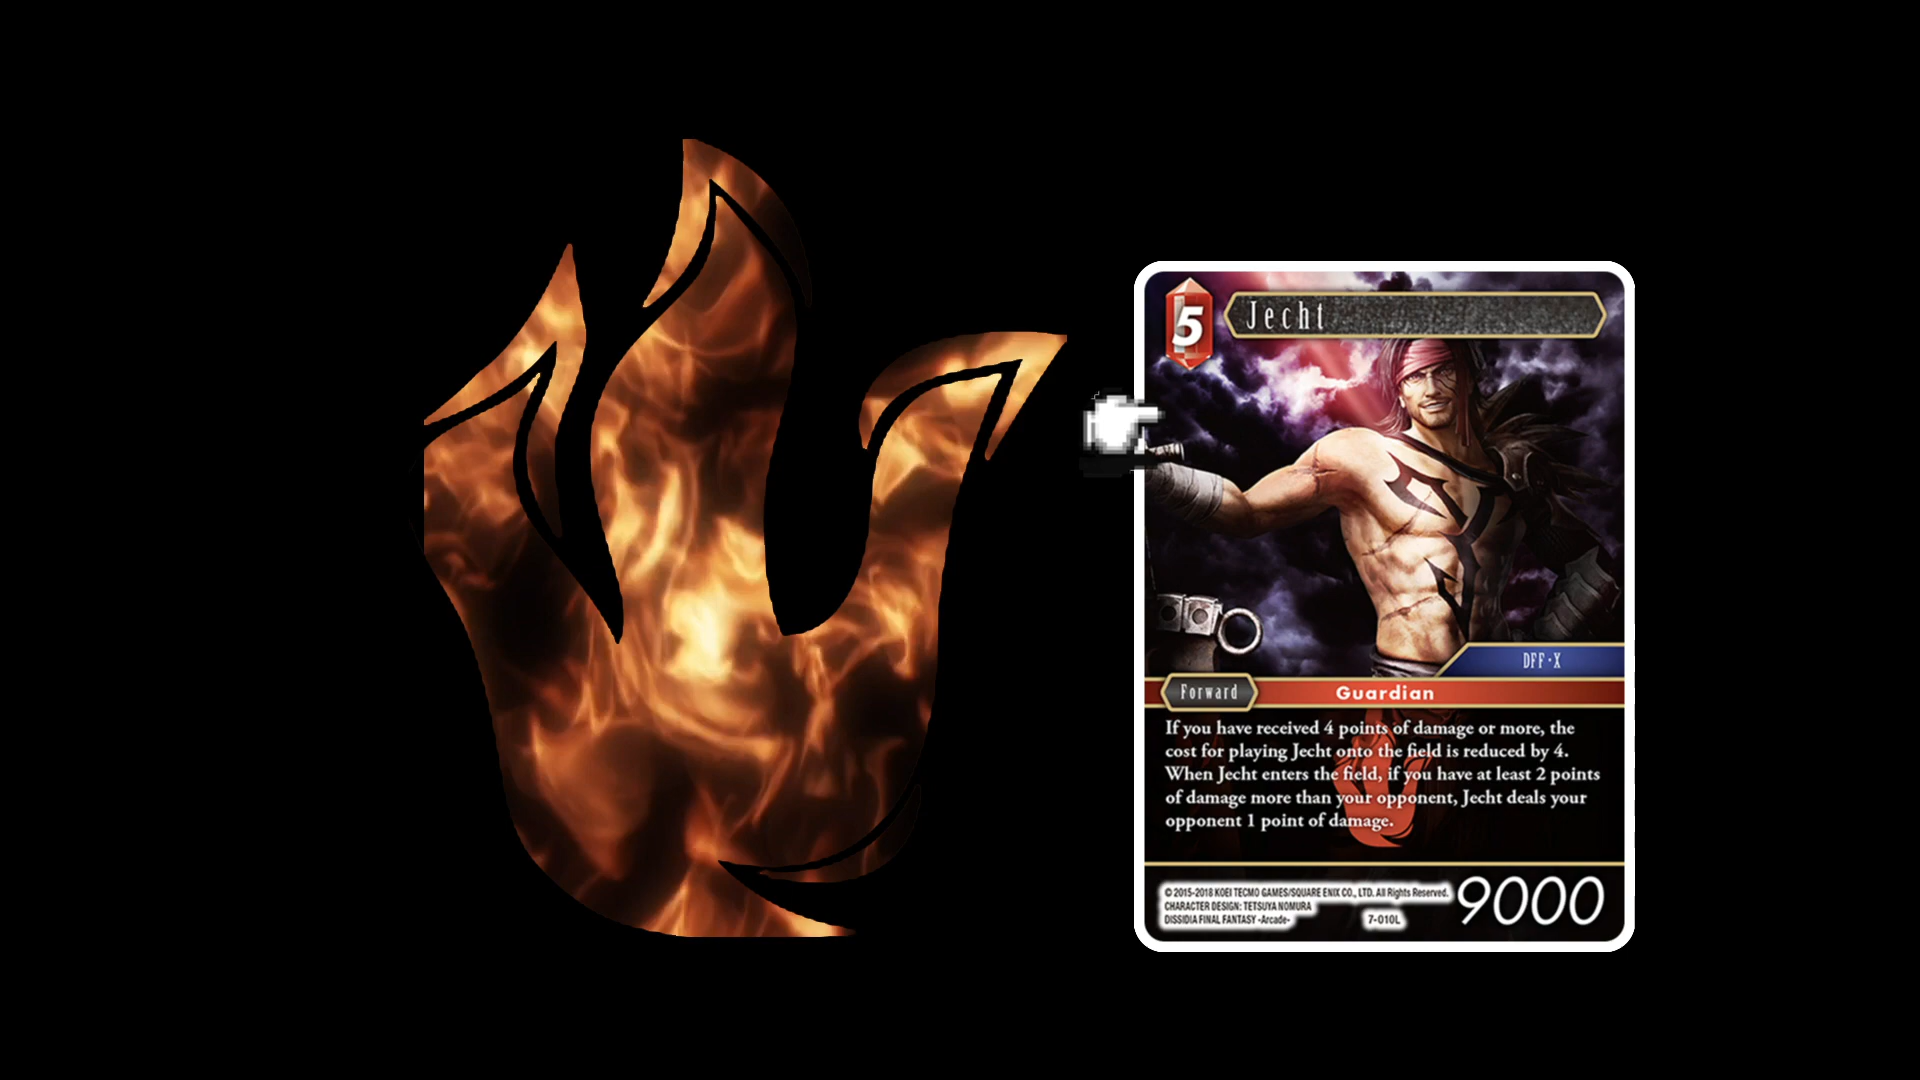 5
Jecht
DFF·X
Forward
Guardian
If you have received 4 points of damage or more, the
cost for playing Jecht onto the field is reduced by 4.
When Jecht enters the field, if you have at least 2 points
of damage more than your opponent, Jecht deals your
opponent 1 point of damage.
© 2015-2018 KOEI TECMO GAMES/SQUARE ENIX CO., LTD. All Rights Reserved.
CHARACTER DESIGN: TETSUYA NOMURA
DISSIDIA FINAL FANTASY -Arcade-
7-010L
9000